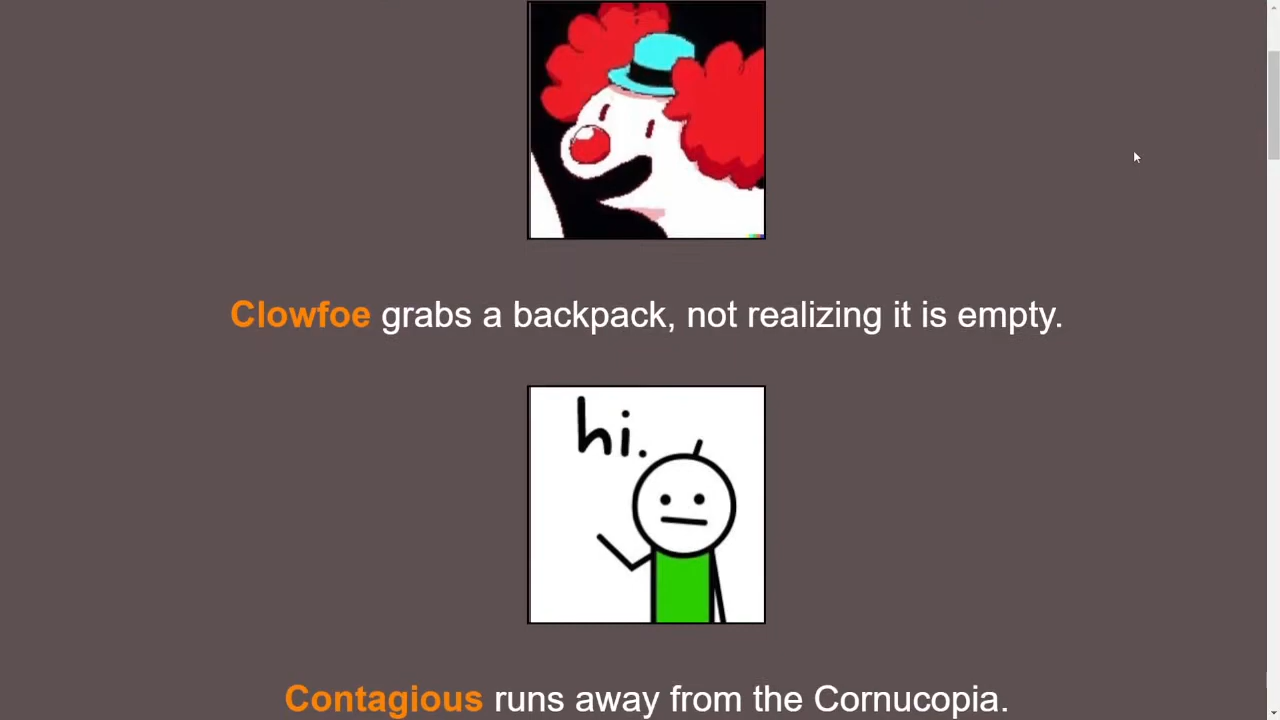 Clowfoe grabs a backpack, not realizing it is empty.
hi.
Contagious runs away from the Cornucopia.